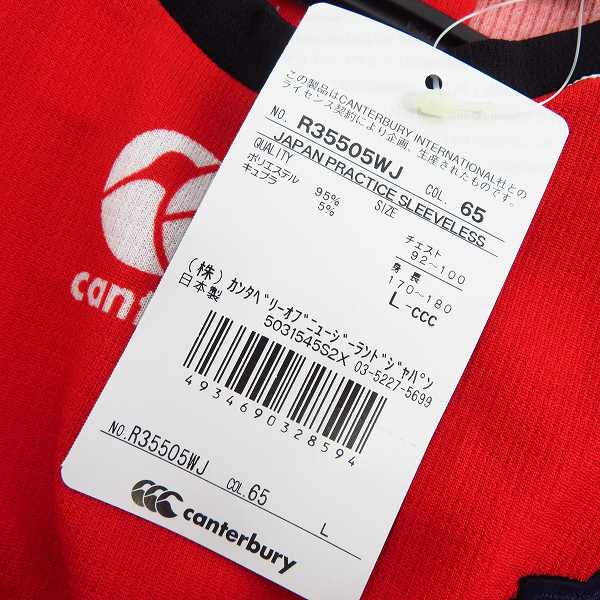 この製品はCANTERBURY INTERNATIONAL社との
ライセンス契約により企画、生産されたものです。
NO. R35505WJ COL. 65
JAPAN PRACTICE SLEEVELESS
QUALITY SIZE
ポリエステル 95%
キュプラ 5%
チェスト
92~100
身長
170~180
L-CCC
(株)カンタベリーオブニュージーランドジャパン
日本製 5031545S2X 03-5227-5699
4934690328594
NO. R35505WJ COL. 65 L
canterbury
canterbury